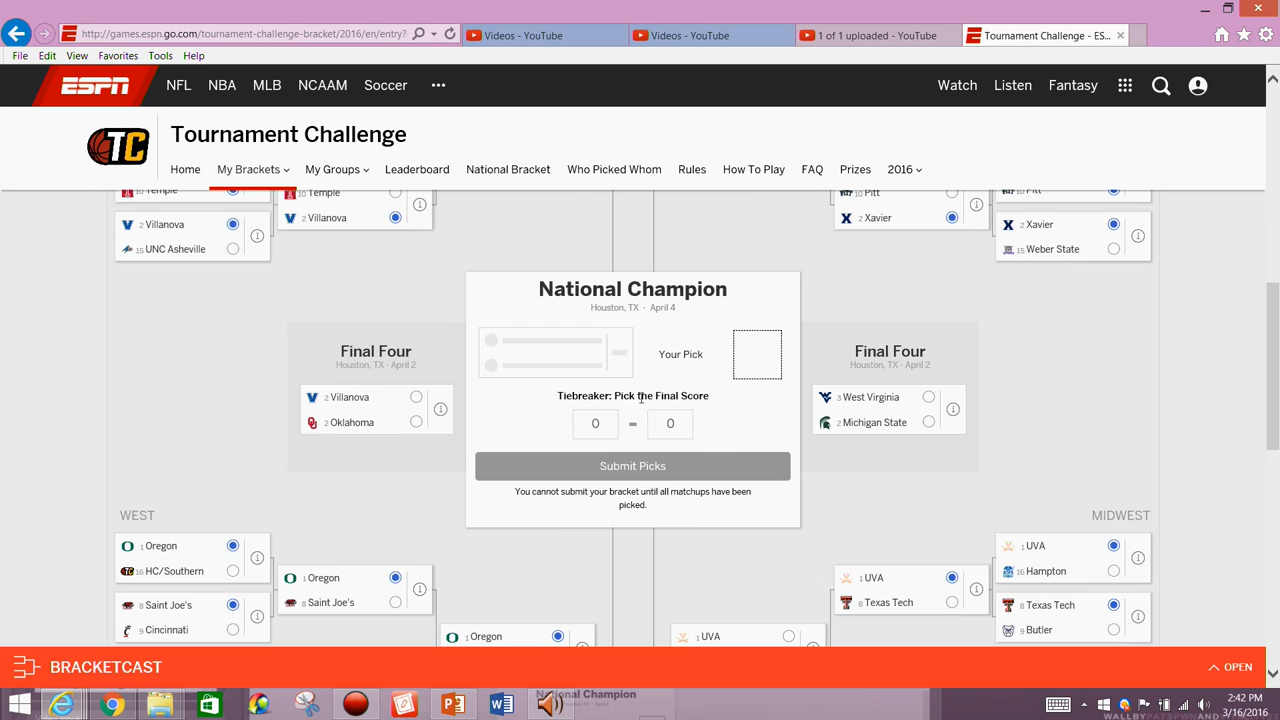 http://games.espn.go.com/tournament-challenge-bracket/2016/en/entry?
Videos - YouTube
Videos - YouTube
1 of 1 uploaded - YouTube
Tournament Challenge - ES...
File Edit View Favorites Tools Help
ESPN NFL NBA MLB NCAAM Soccer ••• Watch Listen Fantasy
TC Tournament Challenge
Home My Brackets My Groups Leaderboard National Bracket Who Picked Whom Rules How To Play FAQ Prizes 2016
10 Temple 10 Temple 10 Pitt 10 Pitt
2 Villanova 2 Villanova 2 Xavier 2 Xavier
15 UNC Asheville 15 Weber State
National Champion
Houston, TX - April 4
Your Pick
Tiebreaker: Pick the Final Score
0 - 0
Submit Picks
You cannot submit your bracket until all matchups have been
picked.
Final Four
Houston, TX - April 2
2 Villanova
2 Oklahoma
Final Four
Houston, TX - April 2
3 West Virginia
2 Michigan State
WEST
1 Oregon
16 HC/Southern
8 Saint Joe's
9 Cincinnati
1 Oregon
8 Saint Joe's
1 Oregon
MIDWEST
1 UVA
16 Hampton
8 Texas Tech
9 Butler
1 UVA
8 Texas Tech
1 UVA
BRACKETCAST OPEN
National Champion
2:42 PM
3/16/2016